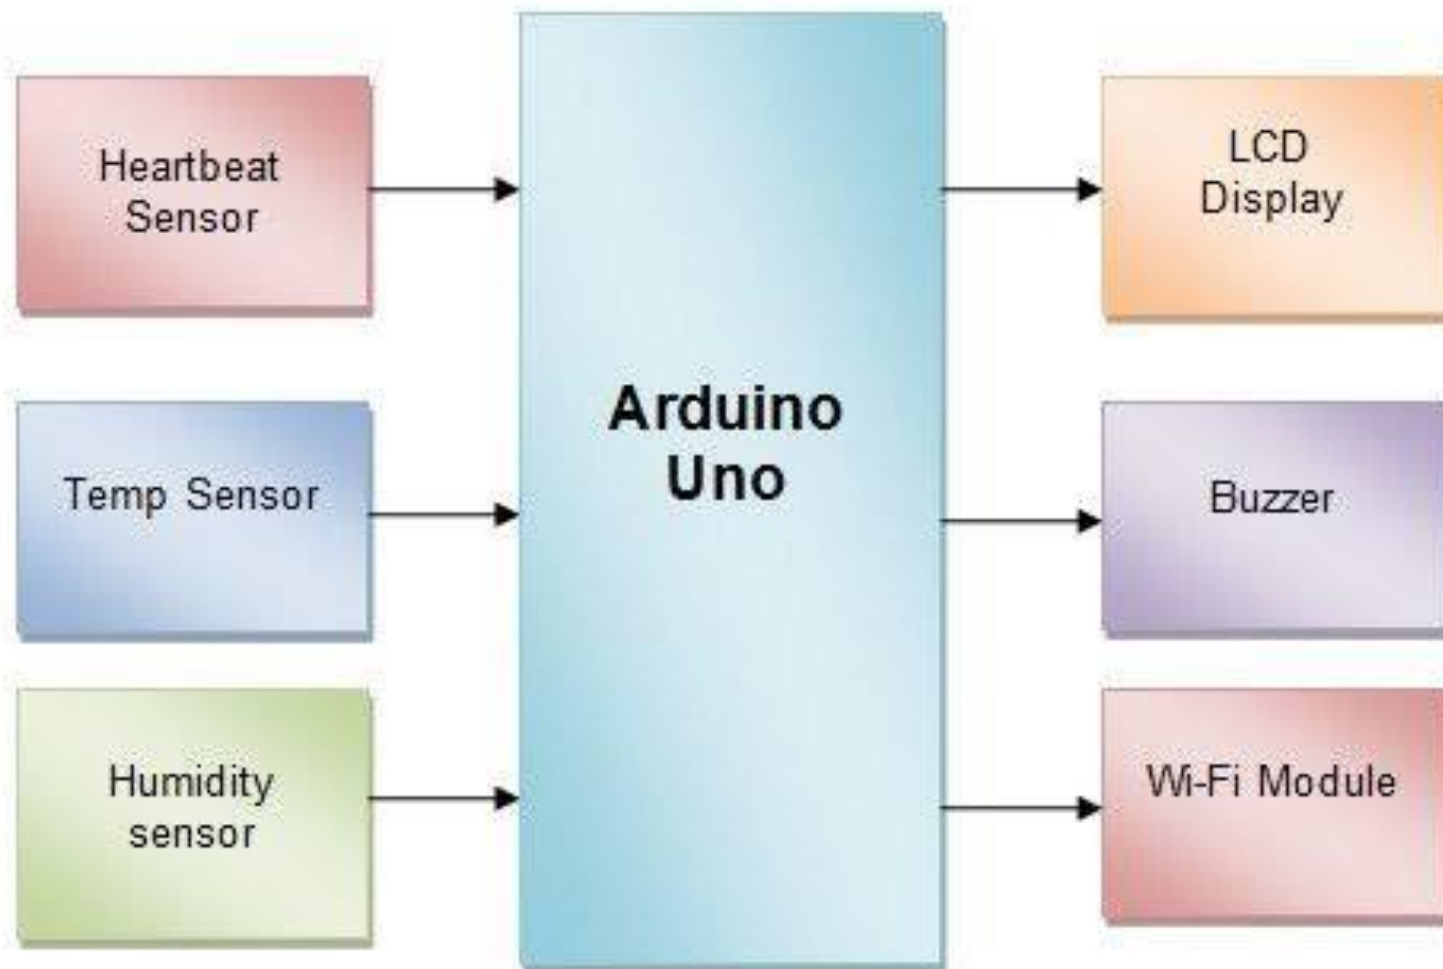 Heartbeat
Sensor
Temp Sensor
Humidity
sensor
Arduino
Uno
LCD
Display
Buzzer
Wi-Fi Module